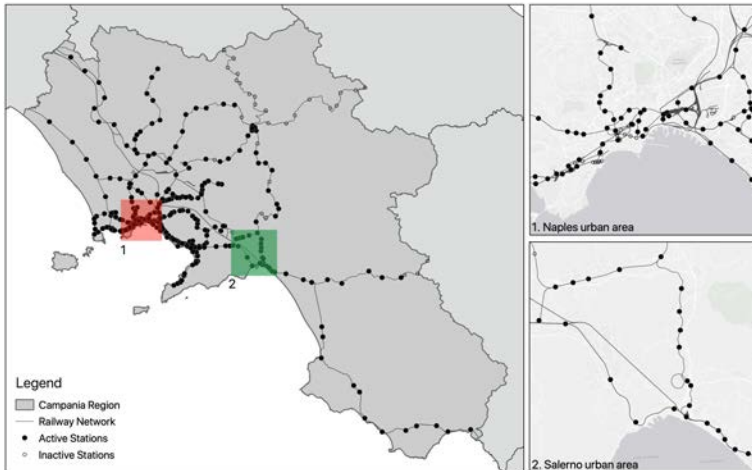 1
2
Legend
Campania Region
Railway Network
Active Stations
Inactive Stations
1. Naples urban area
2. Salerno urban area